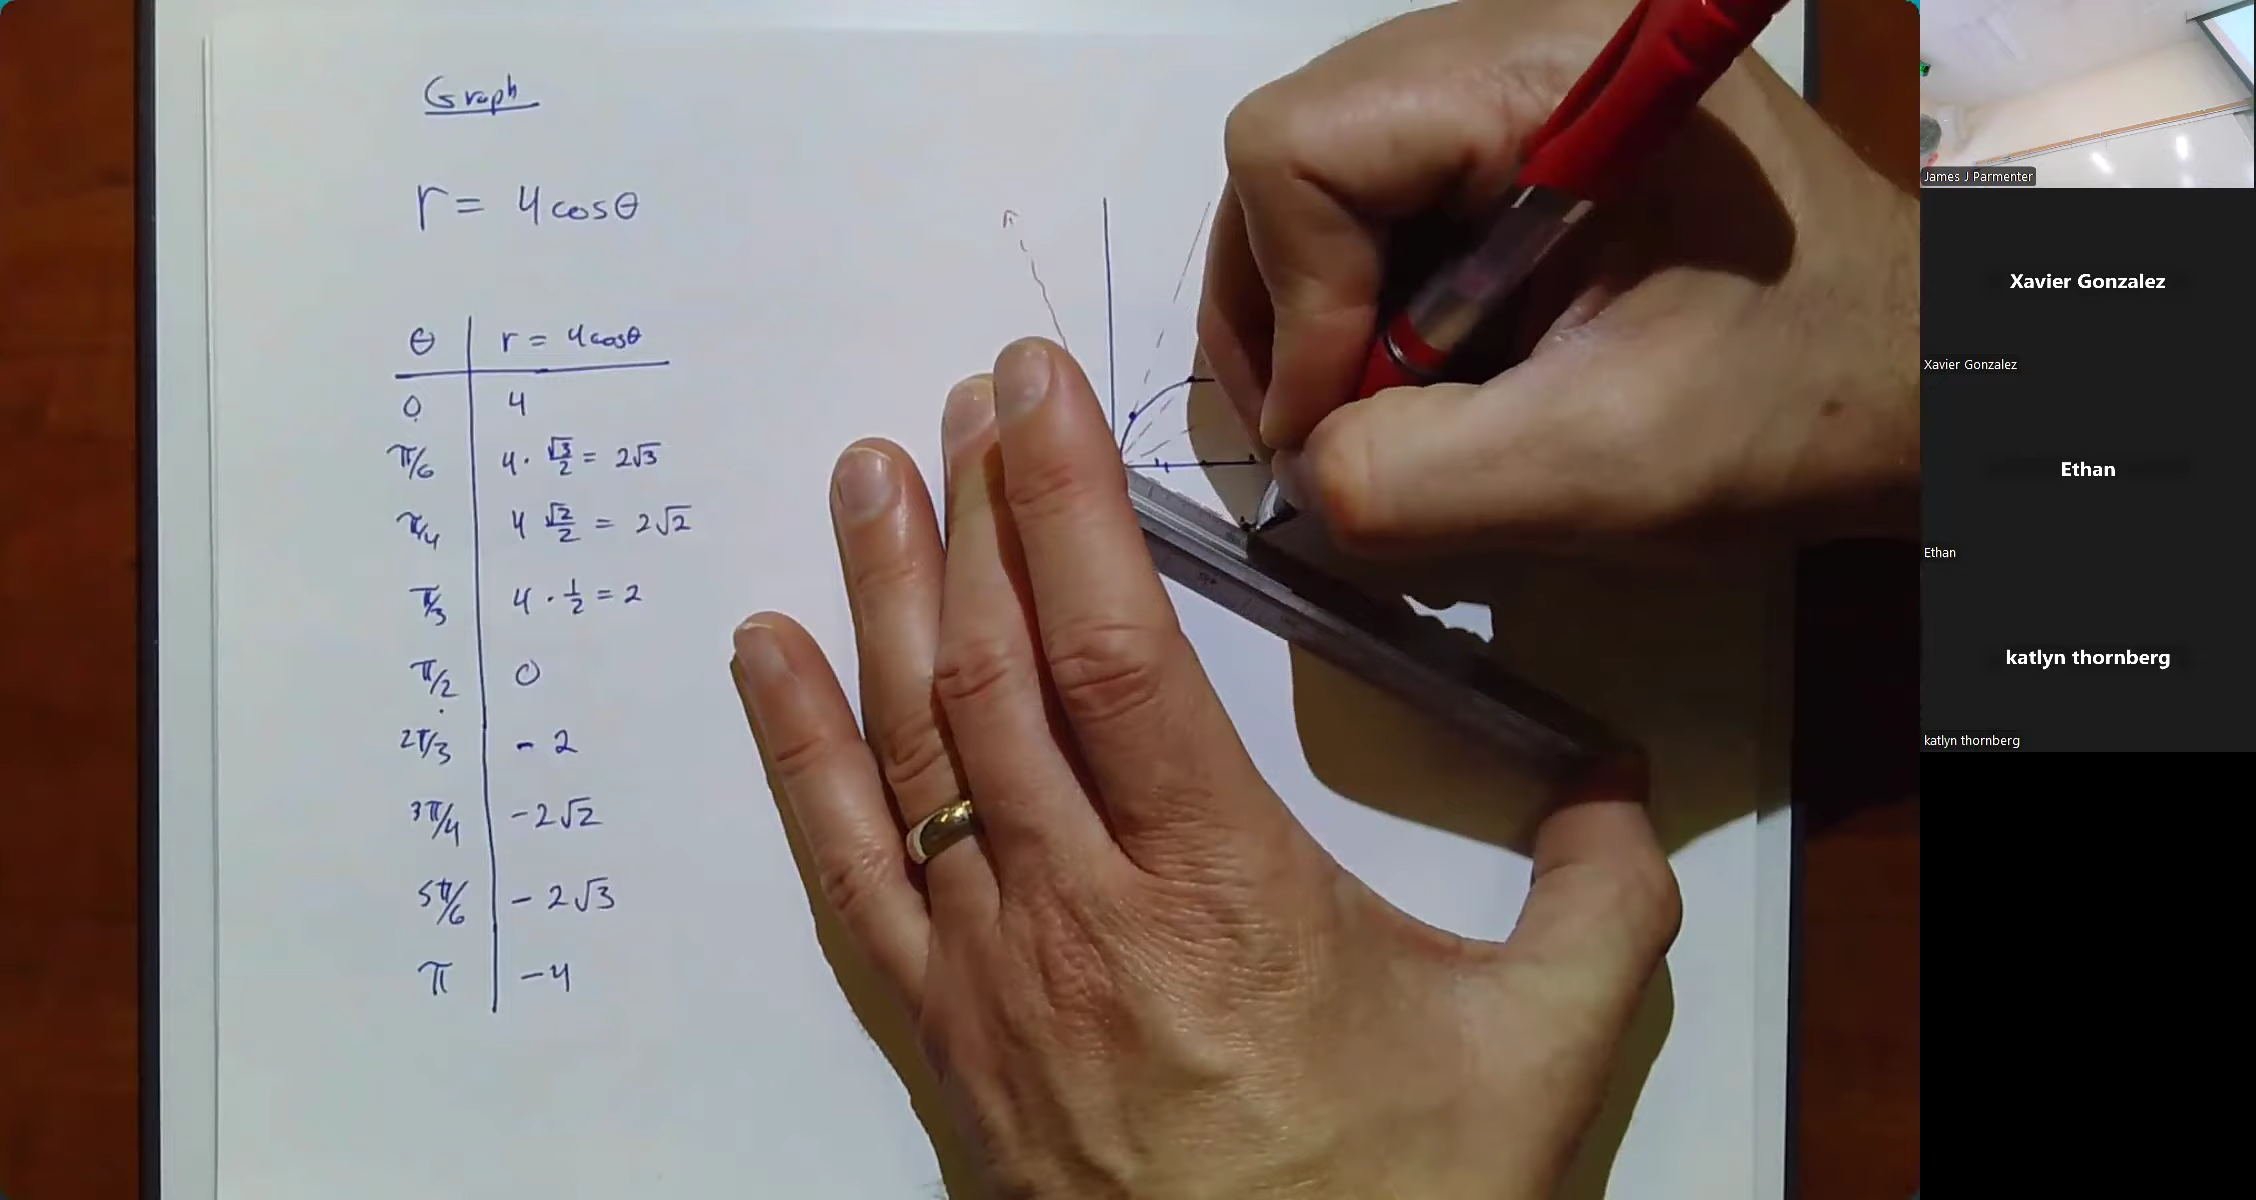 Graph
r = 4cosθ
θ r = 4cosθ
0 4
π/6 4 · √3/2 = 2√3
π/4 4 √2/2 = 2√2
π/3 4 · 1/2 = 2
π/2 0
2π/3 - 2
3π/4 -2√2
5π/6 - 2√3
π -4
James J Parmenter
Xavier Gonzalez
Xavier Gonzalez
Ethan
Ethan
katlyn thornberg
katlyn thornberg